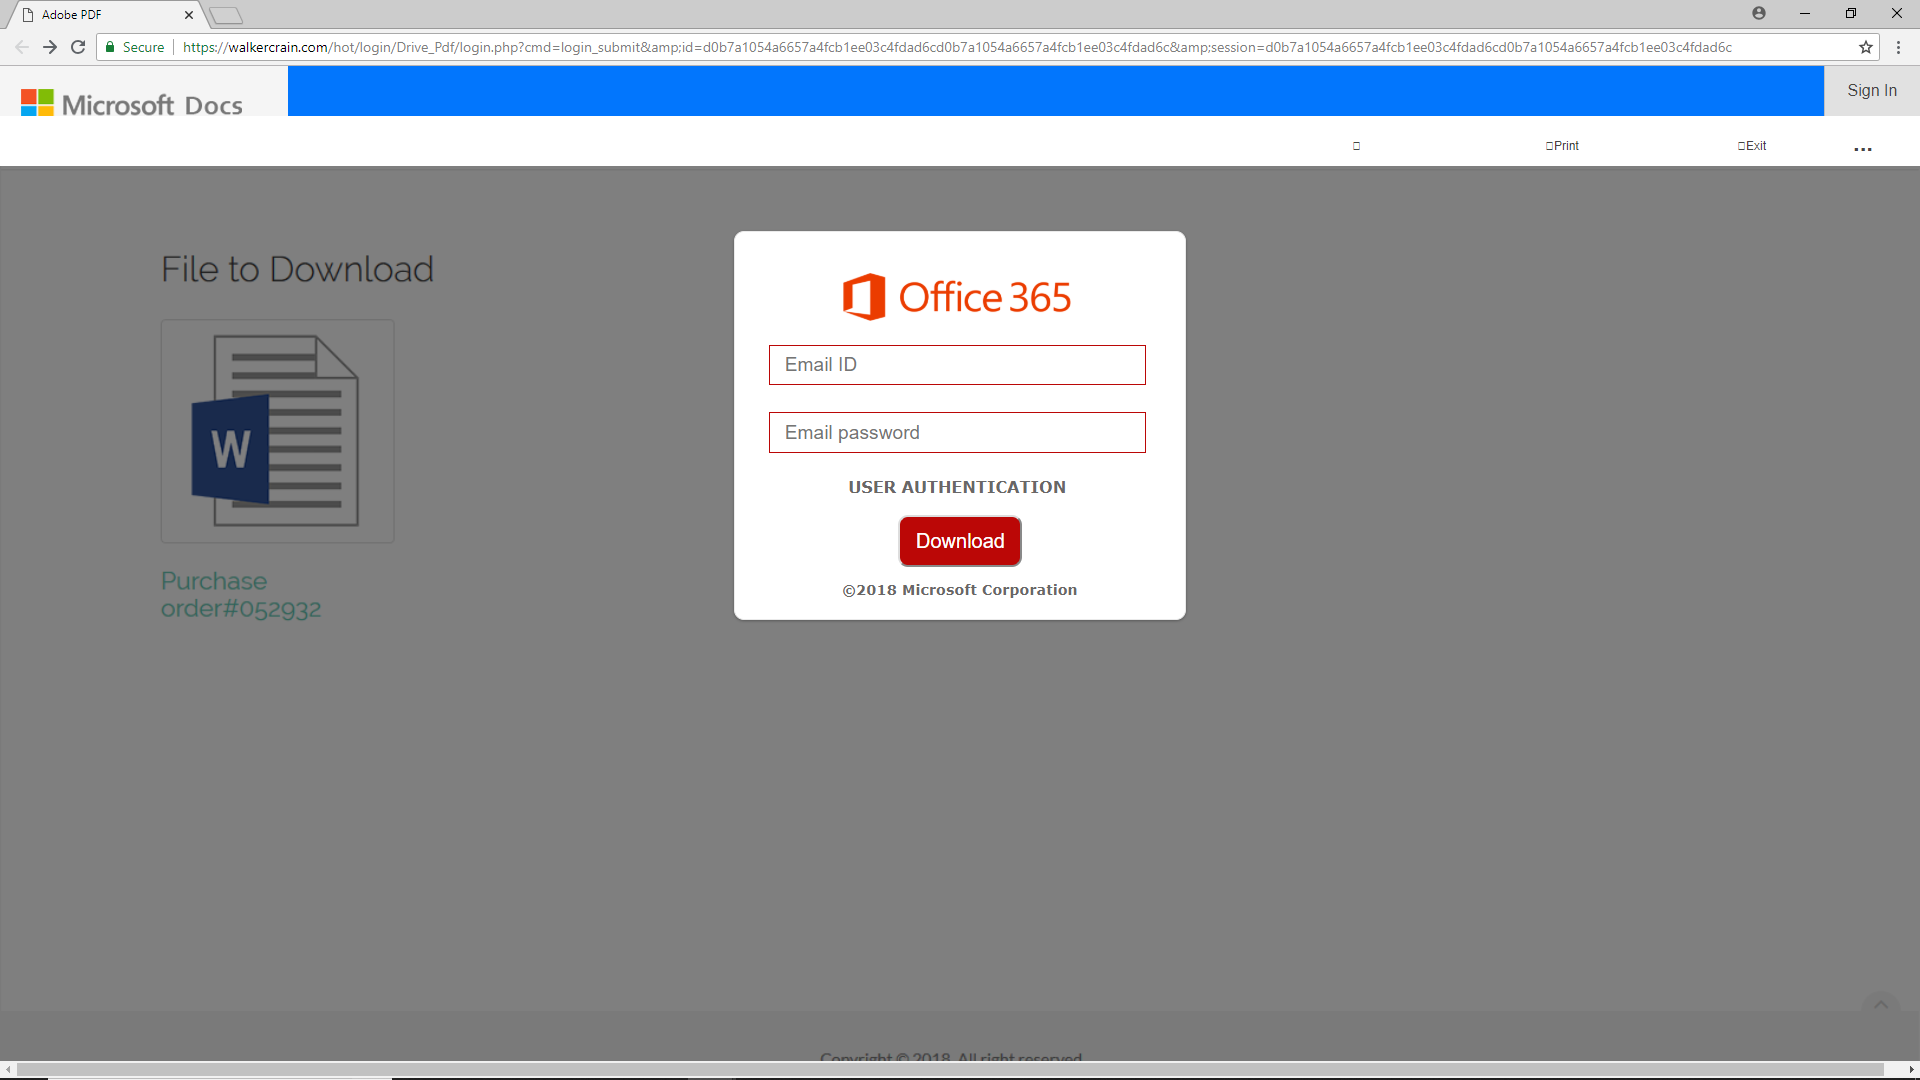 Adobe PDF
Secure https://walkercrain.com/hot/login/Drive_Pdf/login.php?cmd=login_submit&amp;id=d0b7a1054a6657a4fcb1ee03c4fdad6cd0b7a1054a6657a4fcb1ee03c4fdad6c&amp;session=d0b7a1054a6657a4fcb1ee03c4fdad6cd0b7a1054a6657a4fcb1ee03c4fdad6c
Microsoft Docs
Sign In
Print
Exit
...
File to Download
W
Purchase
order#052932
Office 365
Email ID
Email password
USER AUTHENTICATION
Download
©2018 Microsoft Corporation
Copyright © 2018. All right reserved